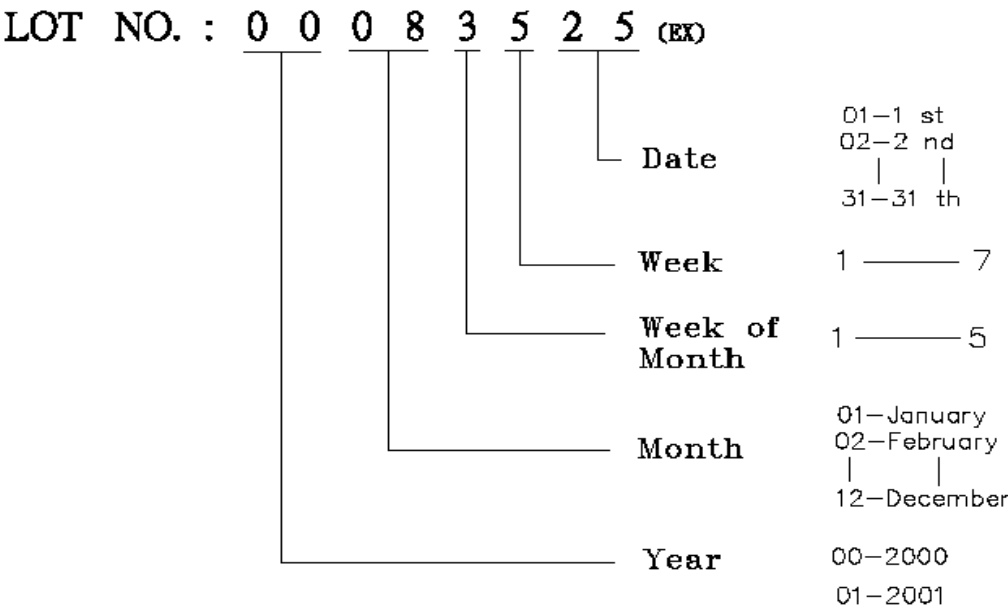 LOT NO. : 0 0 0 8 3 5 2 5 (EX)
Date
01-1 st
02-2 nd
31-31 th
Week
1 7
Week of
Month
1 5
Month
01-January
02-February
12-December
Year
00-2000
01-2001